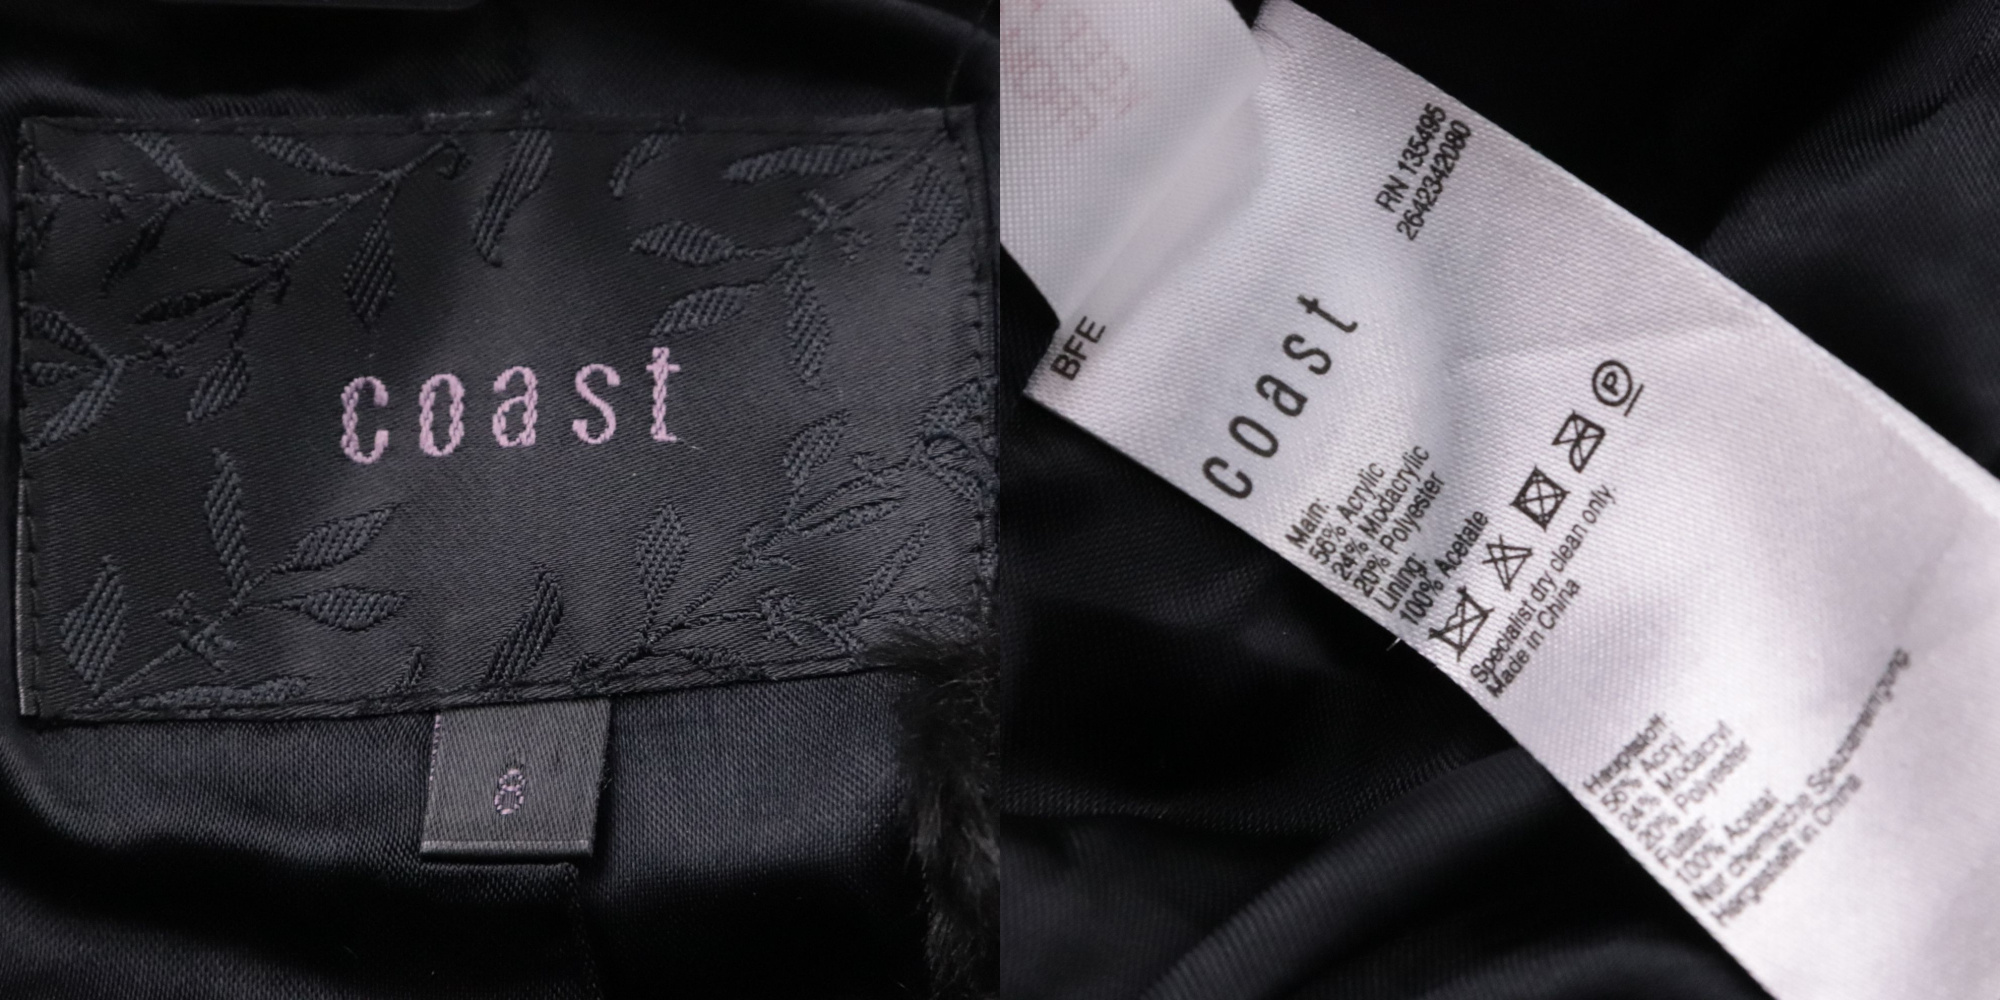 coast
8
RN 135495
2642342080
BFE
coast
Main:
56% Acrylic
24% Modacrylic
20% Polyester
Lining:
100% Acetate
P
Specialist dry clean only.
Made in China
Hauptstoff:
56% Acryl
24% Modacryl
20% Polyester
Futter:
100% Acetat
Nur chemische Spezialreinigung
Hergestellt in China